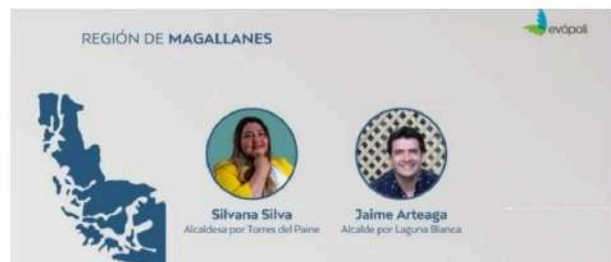 REGIÓN DE MAGALLANES
evópoli
Silvana Silva
Alcaldesa por Torres del Paine
Jaime Arteaga
Alcalde por Laguna Blanca